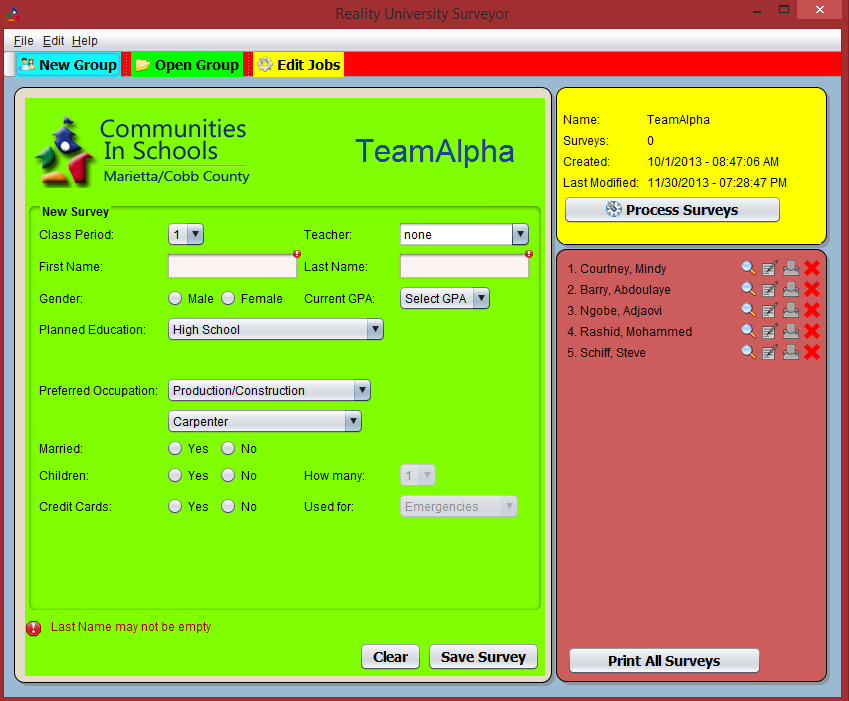 Reality University Surveyor
File Edit Help
New Group Open Group Edit Jobs
Communities
In Schools
Marietta/Cobb County
TeamAlpha
New Survey
Class Period: 1 Teacher: none
First Name: Last Name:
Gender: Male Female Current GPA: Select GPA
Planned Education: High School
Preferred Occupation: Production/Construction
Carpenter
Married: Yes No
Children: Yes No How many: 1
Credit Cards: Yes No Used for: Emergencies
Last Name may not be empty
Clear Save Survey
Name: TeamAlpha
Surveys: 0
Created: 10/1/2013 - 08:47:06 AM
Last Modified: 11/30/2013 - 07:28:47 PM
Process Surveys
1. Courtney, Mindy
2. Barry, Abdoulaye
3. Ngobe, Adjaovi
4. Rashid, Mohammed
5. Schiff, Steve
Print All Surveys